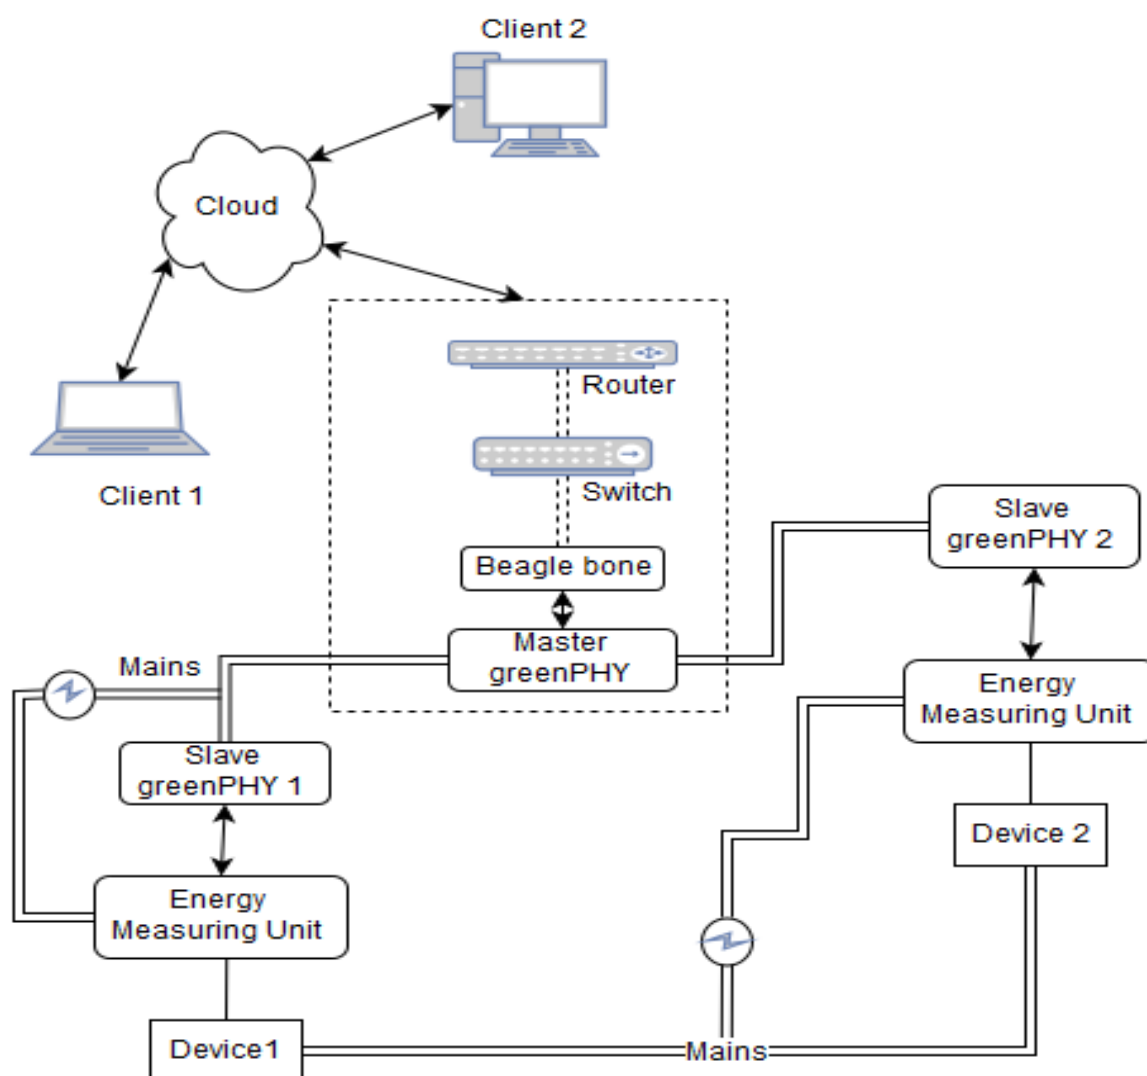 Client 2
Cloud
Router
Client 1
Switch
Slave
greenPHY 2
Beagle bone
Master
greenPHY
Mains
Energy
Measuring Unit
Slave
greenPHY 1
Device 2
Energy
Measuring Unit
Device1
Mains